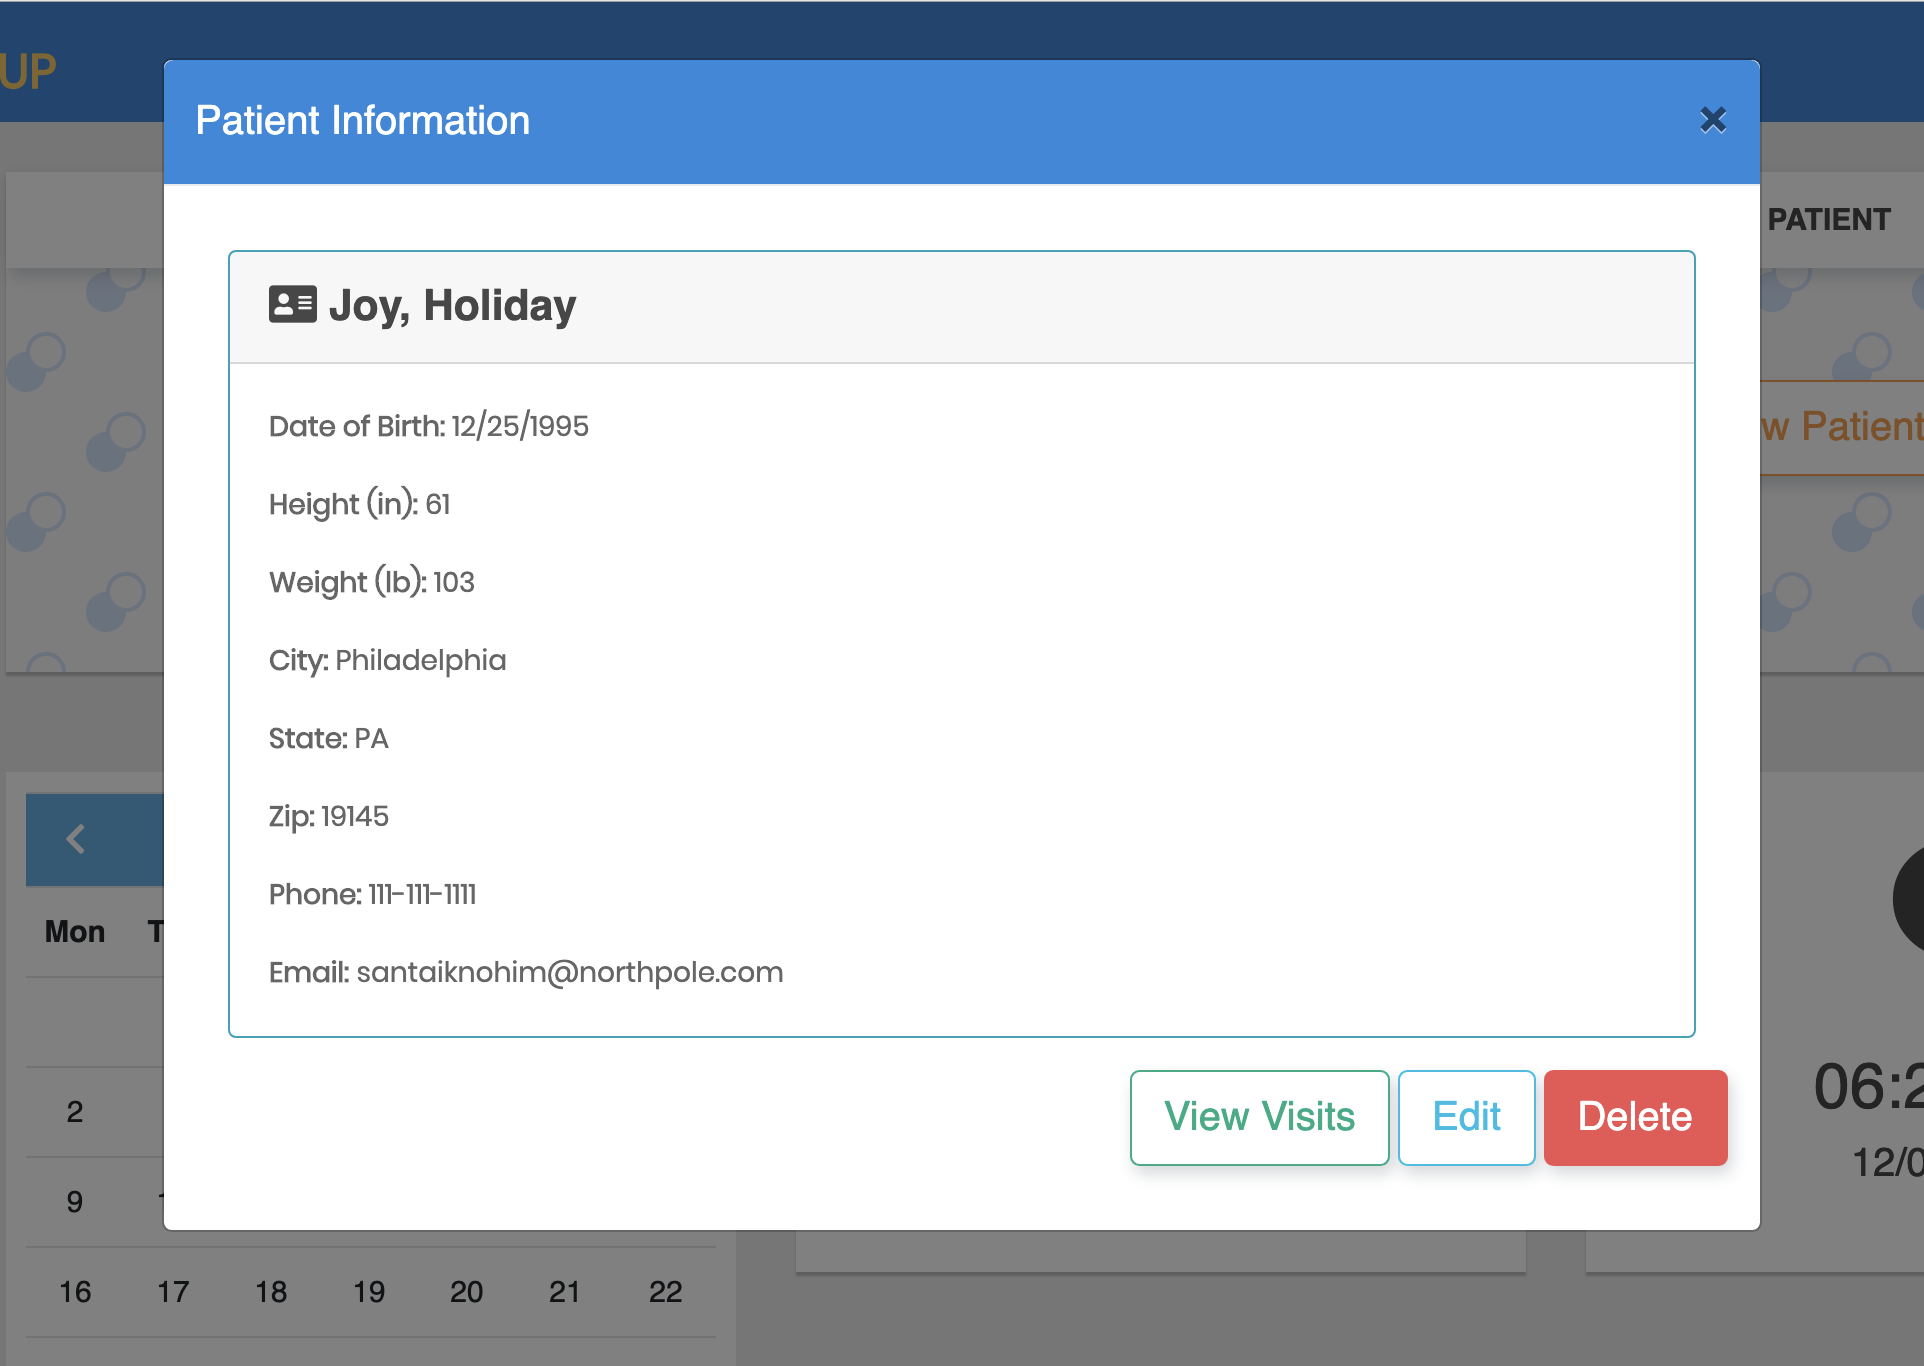 UP
Patient Information
PATIENT
Joy, Holiday
Date of Birth: 12/25/1995
w Patient
Height (in): 61
Weight (lb): 103
City: Philadelphia
State: PA
Zip: 19145
Phone: 111-111-1111
Mon T
Email: santaiknohim@northpole.com
06:2
2
View Visits Edit Delete
12/0
9
16 17 18 19 20 21 22